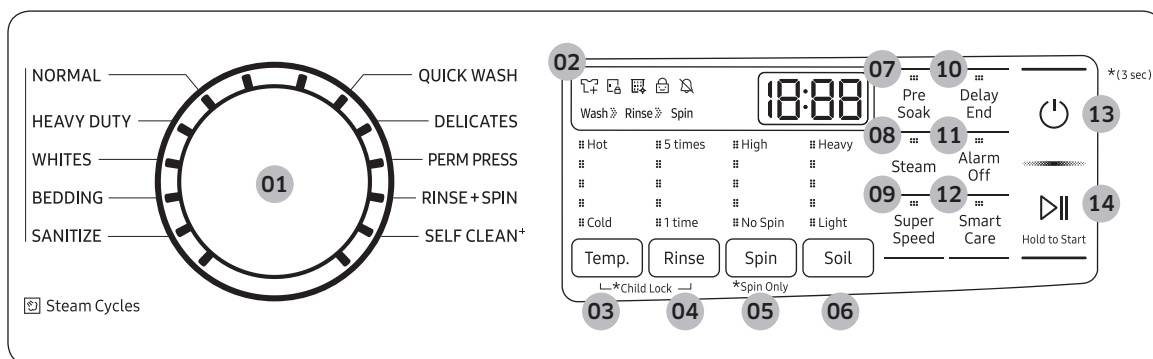 NORMAL
HEAVY DUTY
WHITES
BEDDING
SANITIZE
QUICK WASH
DELICATES
PERM PRESS
RINSE+SPIN
SELF CLEAN+
01
Steam Cycles
02
18:88
Wash Rinse Spin
Hot 5 times High Heavy
Cold 1 time No Spin Light
Temp. Rinse Spin Soil
*Child Lock *Spin Only
03 04 05 06
07
Pre
Soak
08
Steam
09
Super
Speed
10
Delay
End
11
Alarm
Off
12
Smart
Care
*(3 sec)
13
14
Hold to Start